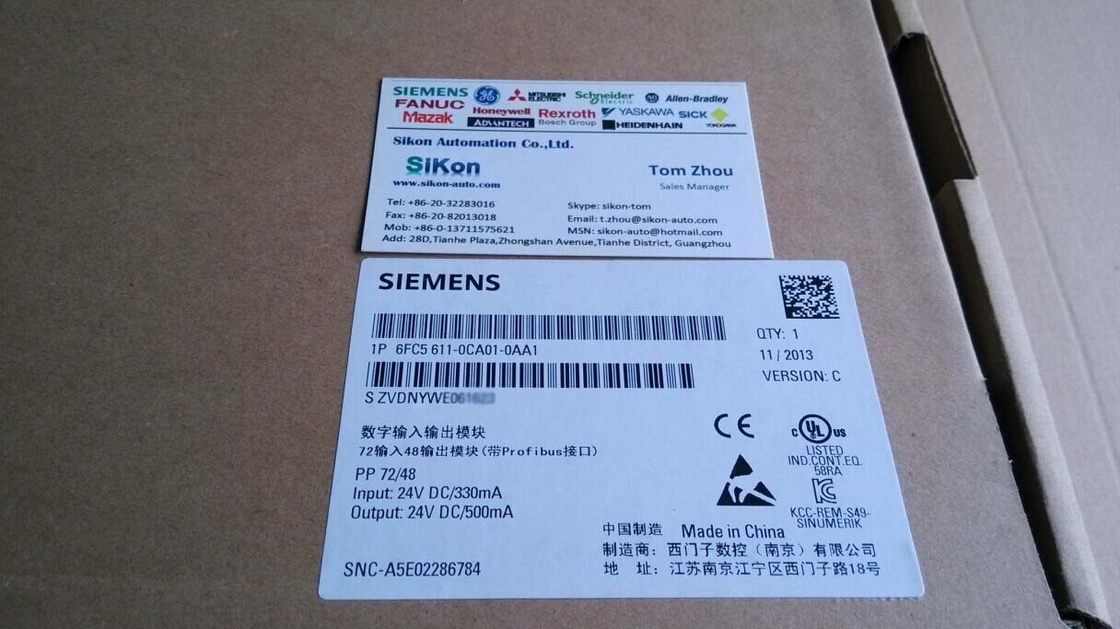 SIEMENS GE MITSUBISHI ELECTRIC Schneider Electric AB Allen-Bradley
FANUC Honeywell Rexroth Bosch Group YASKAWA SICK
Mazak ADVANTECH HEIDENHAIN YOKOGAWA
Sikon Automation Co.,Ltd.
SiKon
www.sikon-auto.com
Tom Zhou
Sales Manager
Tel: +86-20-32283016
Fax: +86-20-82013018
Mob: +86-0-13711575621
Skype: sikon-tom
Email: t.zhou@sikon-auto.com
MSN: sikon-auto@hotmail.com
Add: 28D,Tianhe Plaza,Zhongshan Avenue,Tianhe District, Guangzhou
SIEMENS
1P 6FC5 611-0CA01-0AA1
S ZVDNYWE0
QTY: 1
11 / 2013
VERSION: C
数字输入输出模块
72输入48输出模块(带Profibus接口)
PP 72/48
Input: 24V DC/330mA
Output: 24V DC/500mA
SNC-A5E02286784
CE
c UL us
LISTED
IND.CONT.EQ.
58RA
KCC-REM-S49-
SINUMERIK
中国制造 Made in China
制造商: 西门子数控 (南京) 有限公司
地 址: 江苏南京江宁区西门子路18号